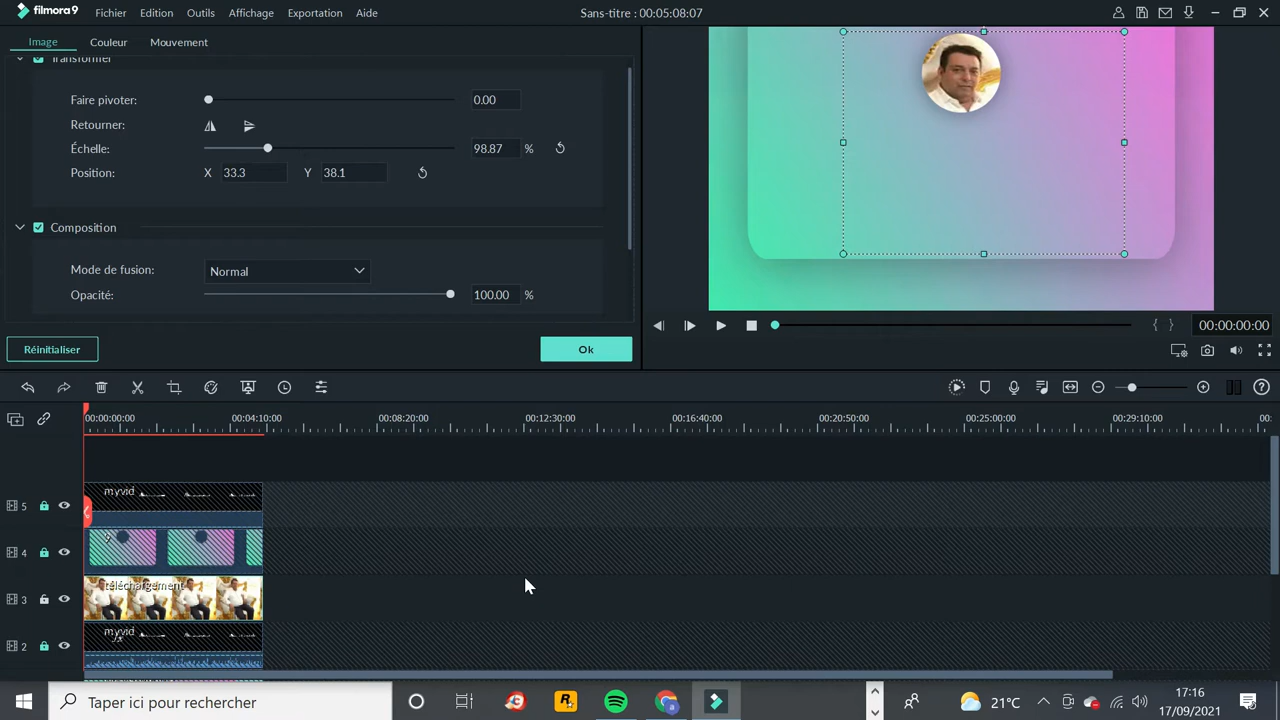 filmora9 Fichier Edition Outils Affichage Exportation Aide Sans-titre : 00:05:08:07
Image Couleur Mouvement
Transformer
Faire pivoter: 0.00
Retourner:
Échelle: 98.87 %
Position: X 33.3 Y 38.1
Composition
Mode de fusion: Normal
Opacité: 100.00 %
Réinitialiser Ok
{ } 00:00:00:00
00:00:00:00 00:04:10:00 00:08:20:00 00:12:30:00 00:16:40:00 00:20:50:00 00:25:00:00 00:29:10:00 00:
5 myvid
4 9
3 téléchargement
2 myvid
fx
Taper ici pour rechercher
21°C
17:16
17/09/2021